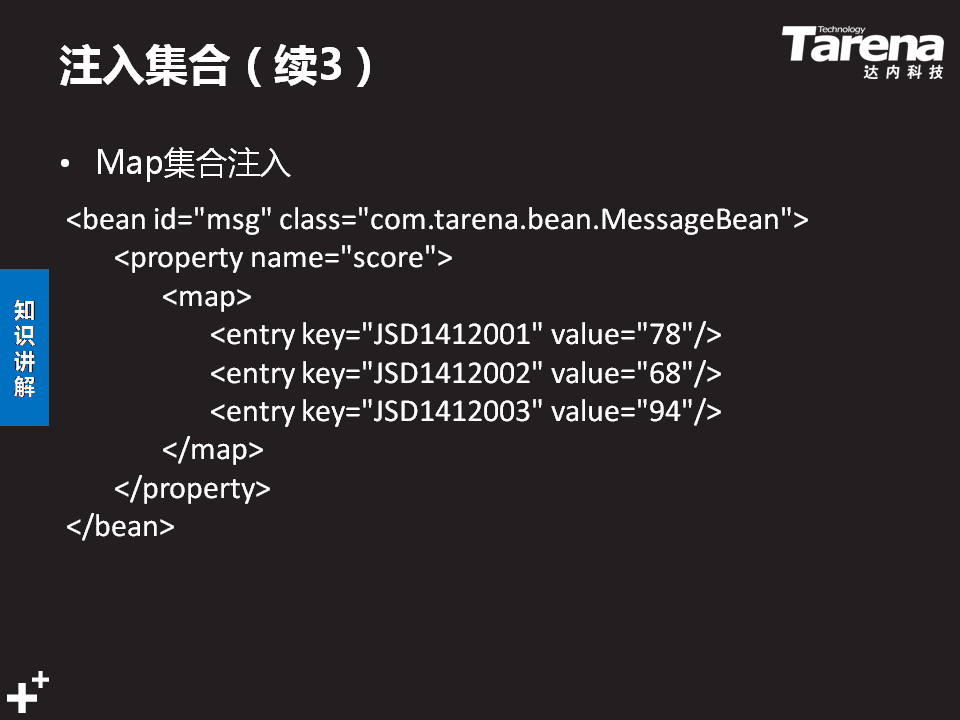 注入集合（续3）
Technology
Tarena
达内科技
• Map集合注入
<bean id="msg" class="com.tarena.bean.MessageBean">
<property name="score">
<map>
<entry key="JSD1412001" value="78"/>
<entry key="JSD1412002" value="68"/>
<entry key="JSD1412003" value="94"/>
</map>
</property>
</bean>
知识讲解